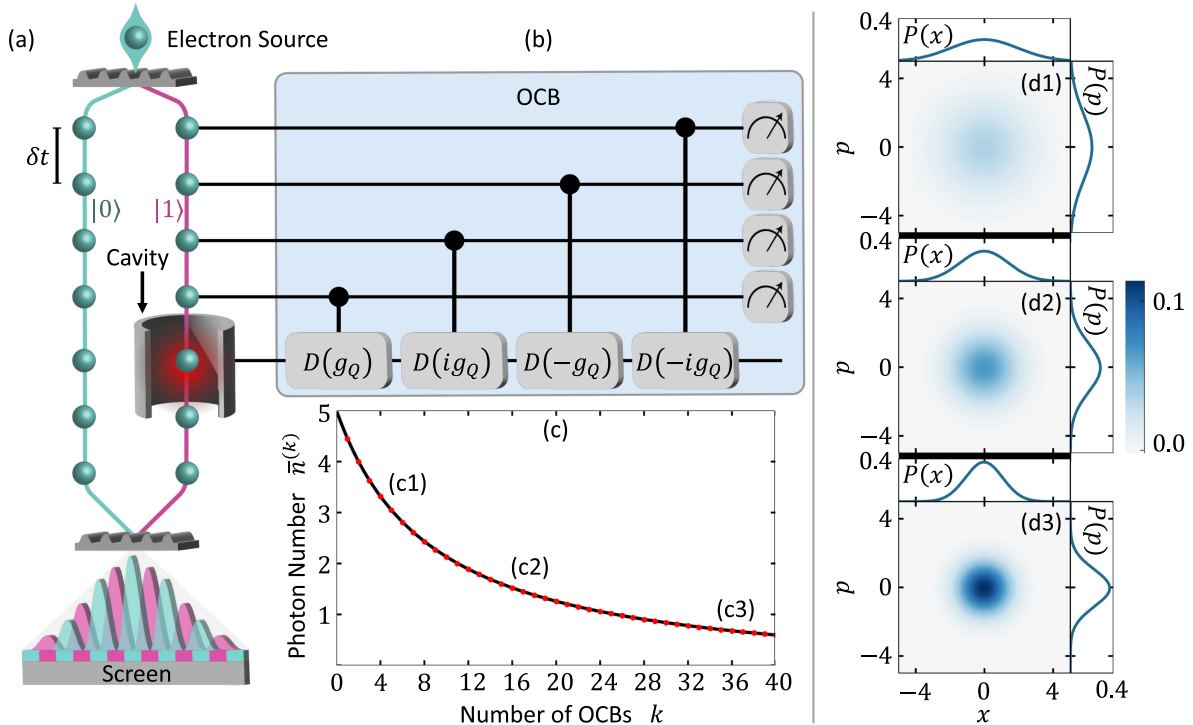 (a)
Electron Source
δt
|0⟩
|1⟩
Cavity
Screen
(b)
OCB
D(g_Q)
D(ig_Q)
D(−g_Q)
D(−ig_Q)
(c)
Photon Number n̄^(k)
5
4
3
2
1
(c1)
(c2)
(c3)
0 4 8 12 16 20 24 28 32 36 40
Number of OCBs k
0.4
P(x)
(d1)
P(p)
p
4
0
−4
0.4
P(x)
(d2)
P(p)
p
4
0
−4
0.1
0.0
0.4
P(x)
(d3)
P(p)
p
4
0
−4
−4 0 4 0.4
x